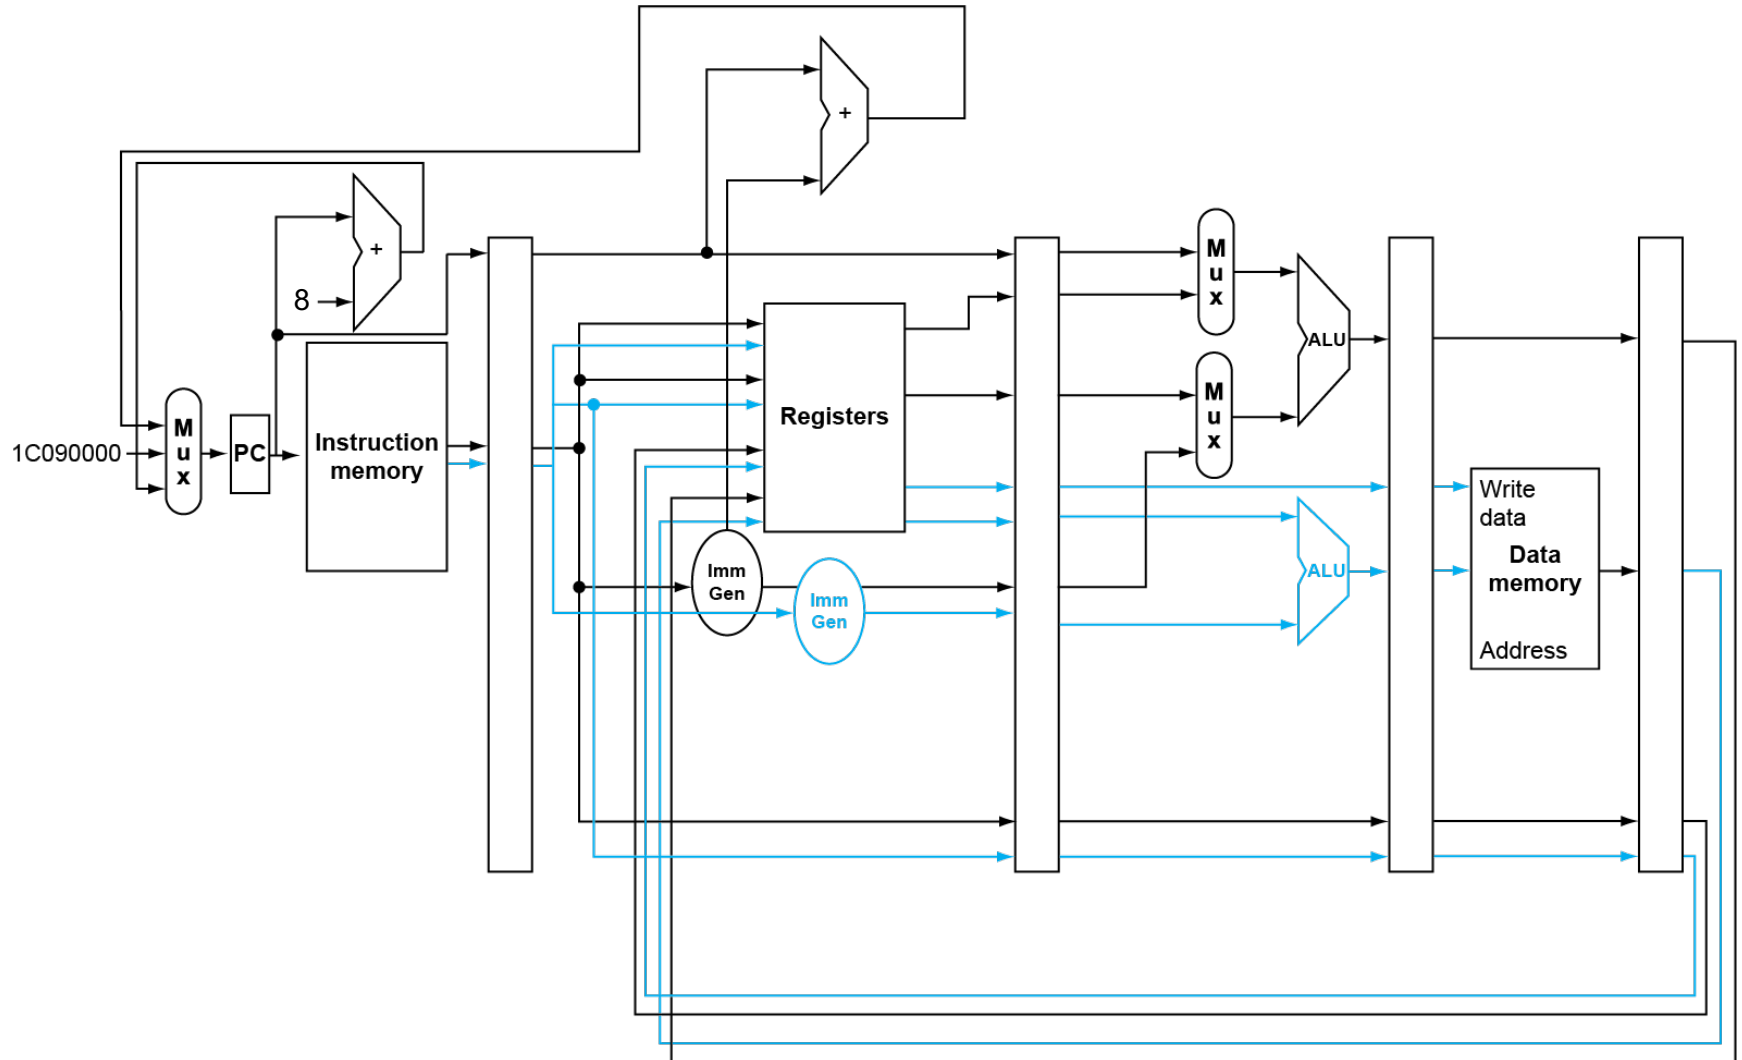 +
+
8
M
u
x
1C090000
PC
Instruction
memory
Registers
Imm
Gen
Imm
Gen
M
u
x
M
u
x
ALU
ALU
Write
data
Data
memory
Address